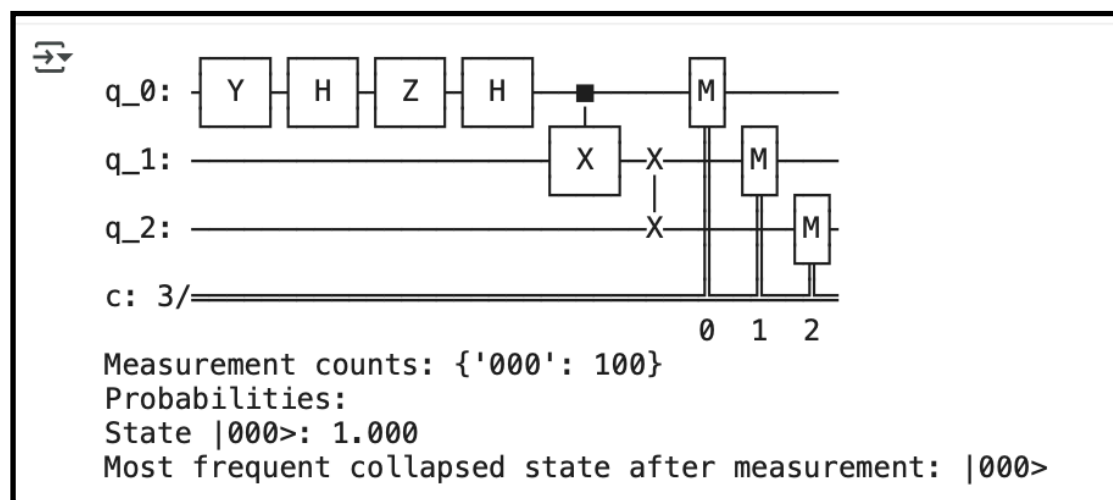 q_0: Y H Z H ■ M
q_1: X X M
q_2: X M
c: 3/
0 1 2
Measurement counts: {'000': 100}
Probabilities:
State |000>: 1.000
Most frequent collapsed state after measurement: |000>